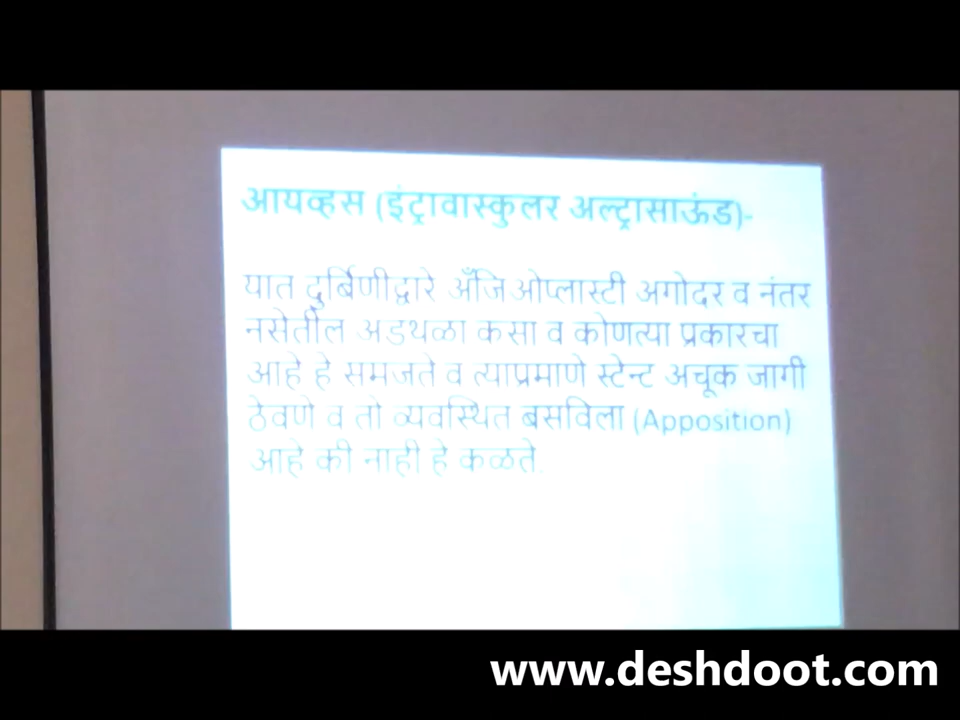 आयव्हस (इंट्रावास्कुलर अल्ट्रासाऊंड)-
यात दुर्बिणीद्वारे अँजिओप्लास्टी अगोदर व नंतर
नसेतील अडथळा कसा व कोणत्या प्रकारचा
आहे हे समजते व त्याप्रमाणे स्टेन्ट अचूक जागी
ठेवणे व तो व्यवस्थित बसविला (Apposition)
आहे की नाही हे कळते.
www.deshdoot.com